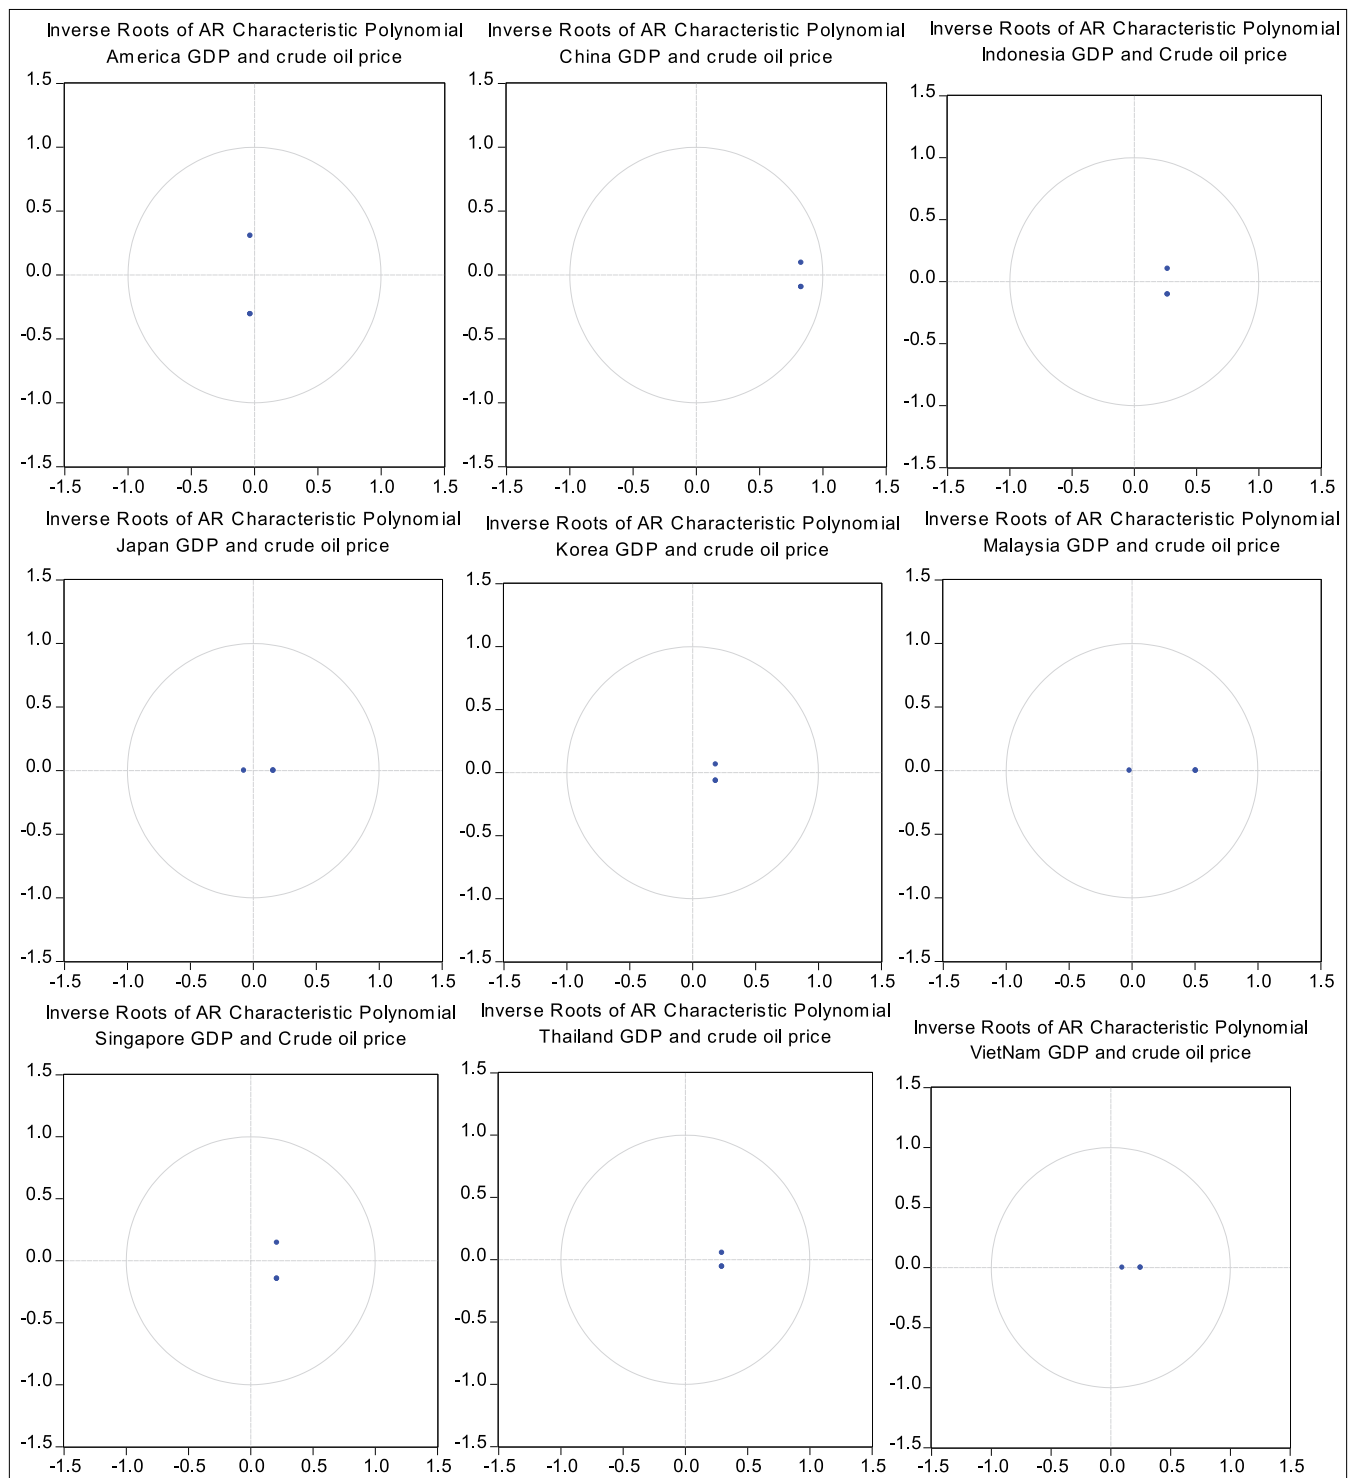 Inverse Roots of AR Characteristic Polynomial
America GDP and crude oil price
1.5
1.0
0.5
0.0
-0.5
-1.0
-1.5
-1.5 -1.0 -0.5 0.0 0.5 1.0 1.5
Inverse Roots of AR Characteristic Polynomial
China GDP and crude oil price
1.5
1.0
0.5
0.0
-0.5
-1.0
-1.5
-1.5 -1.0 -0.5 0.0 0.5 1.0 1.5
Inverse Roots of AR Characteristic Polynomial
Indonesia GDP and Crude oil price
1.5
1.0
0.5
0.0
-0.5
-1.0
-1.5
-1.5 -1.0 -0.5 0.0 0.5 1.0 1.5
Inverse Roots of AR Characteristic Polynomial
Japan GDP and crude oil price
1.5
1.0
0.5
0.0
-0.5
-1.0
-1.5
-1.5 -1.0 -0.5 0.0 0.5 1.0 1.5
Inverse Roots of AR Characteristic Polynomial
Korea GDP and crude oil price
1.5
1.0
0.5
0.0
-0.5
-1.0
-1.5
-1.5 -1.0 -0.5 0.0 0.5 1.0 1.5
Inverse Roots of AR Characteristic Polynomial
Malaysia GDP and crude oil price
1.5
1.0
0.5
0.0
-0.5
-1.0
-1.5
-1.5 -1.0 -0.5 0.0 0.5 1.0 1.5
Inverse Roots of AR Characteristic Polynomial
Singapore GDP and Crude oil price
1.5
1.0
0.5
0.0
-0.5
-1.0
-1.5
-1.5 -1.0 -0.5 0.0 0.5 1.0 1.5
Inverse Roots of AR Characteristic Polynomial
Thailand GDP and crude oil price
1.5
1.0
0.5
0.0
-0.5
-1.0
-1.5
-1.5 -1.0 -0.5 0.0 0.5 1.0 1.5
Inverse Roots of AR Characteristic Polynomial
VietNam GDP and crude oil price
1.5
1.0
0.5
0.0
-0.5
-1.0
-1.5
-1.5 -1.0 -0.5 0.0 0.5 1.0 1.5